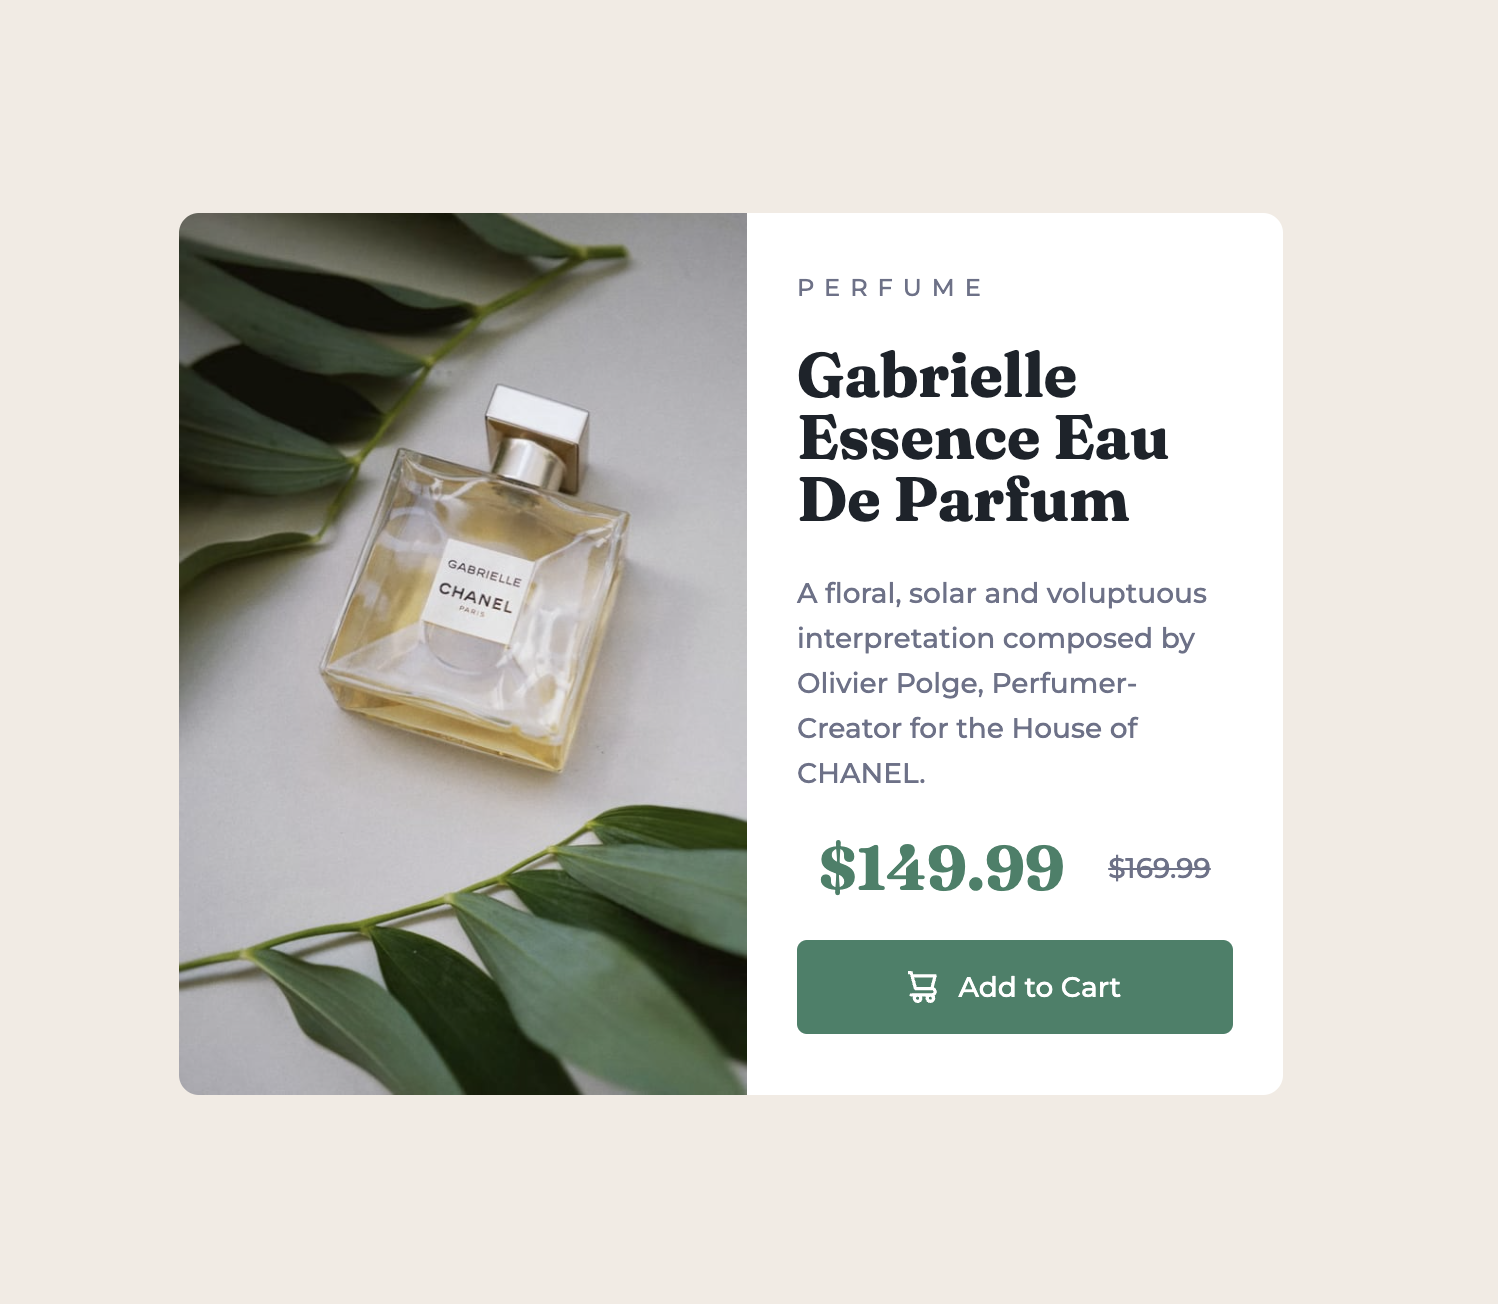 GABRIELLE
CHANEL
PARIS
PERFUME
Gabrielle
Essence Eau
De Parfum
A floral, solar and voluptuous
interpretation composed by
Olivier Polge, Perfumer-
Creator for the House of
CHANEL.
$149.99 $169.99
Add to Cart